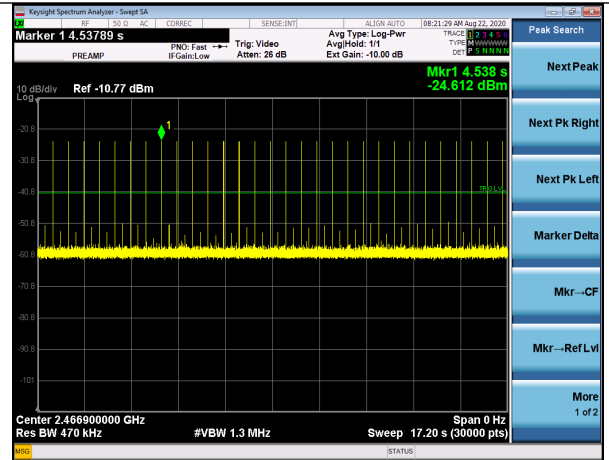 Keysight Spectrum Analyzer - Swept SA
RF 50 Ω AC CORREC SENSE:INT ALIGN AUTO 08:21:29 AM Aug 22, 2020
Marker 1 4.53789 s
PREAMP
PNO: Fast
IFGain:Low
Trig: Video
Atten: 26 dB
Avg Type: Log-Pwr
Avg|Hold: 1/1
Ext Gain: -10.00 dB
TRACE 1 2 3 4 5 6
TYPE M WWWWW
DET P S N N N N
Mkr1 4.538 s
-24.612 dBm
10 dB/div Ref -10.77 dBm
Log
1
-20.8
-30.8
-40.8
TRIG LVL
-50.8
-60.8
-70.8
-80.8
-90.8
-101
Center 2.466900000 GHz Span 0 Hz
Res BW 470 kHz #VBW 1.3 MHz Sweep 17.20 s (30000 pts)
MSG STATUS
Peak Search
Next Peak
Next Pk Right
Next Pk Left
Marker Delta
Mkr→CF
Mkr→Ref Lvl
More
1 of 2